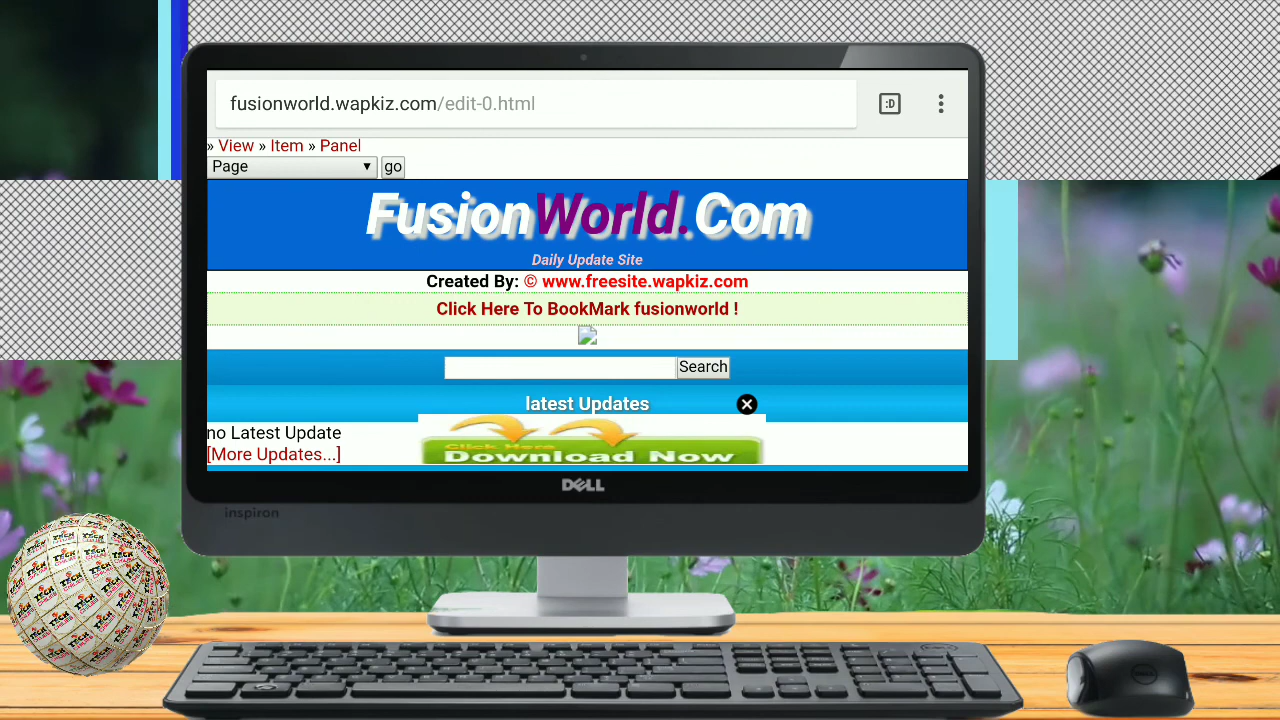 fusionworld.wapkiz.com/edit-0.html
:D
» View » Item » Panel
Page ▼ go
FusionWorld.Com
Daily Update Site
Created By: © www.freesite.wapkiz.com
Click Here To BookMark fusionworld !
Search
latest Updates
no Latest Update
[More Updates...]
Click Here
Download Now
DELL
inspiron